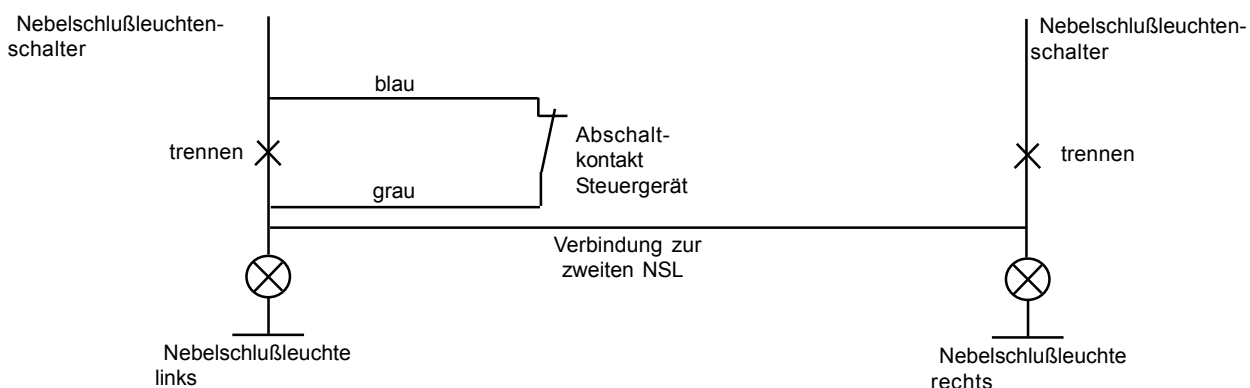 Nebelschlußleuchten-
schalter
Nebelschlußleuchten-
schalter
blau
trennen
Abschalt-
kontakt
Steuergerät
trennen
grau
Verbindung zur
zweiten NSL
Nebelschlußleuchte
links
Nebelschlußleuchte
rechts